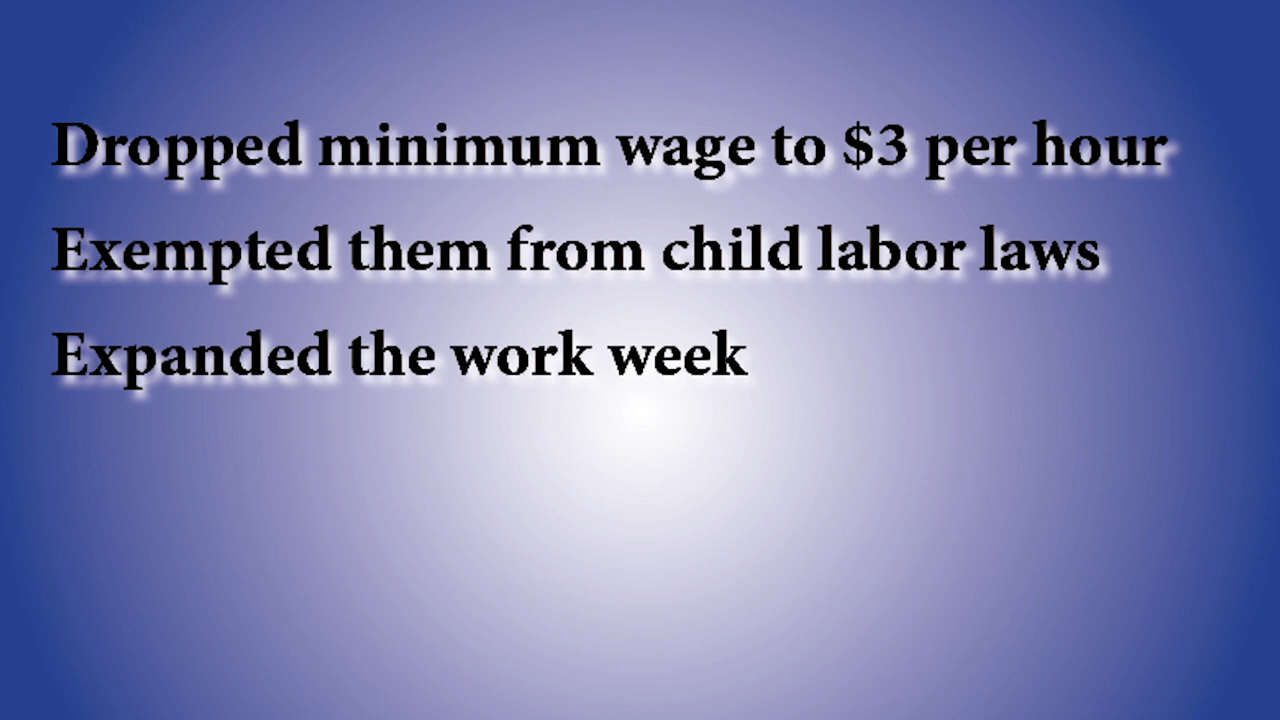 Dropped minimum wage to $3 per hour
Exempted them from child labor laws
Expanded the work week